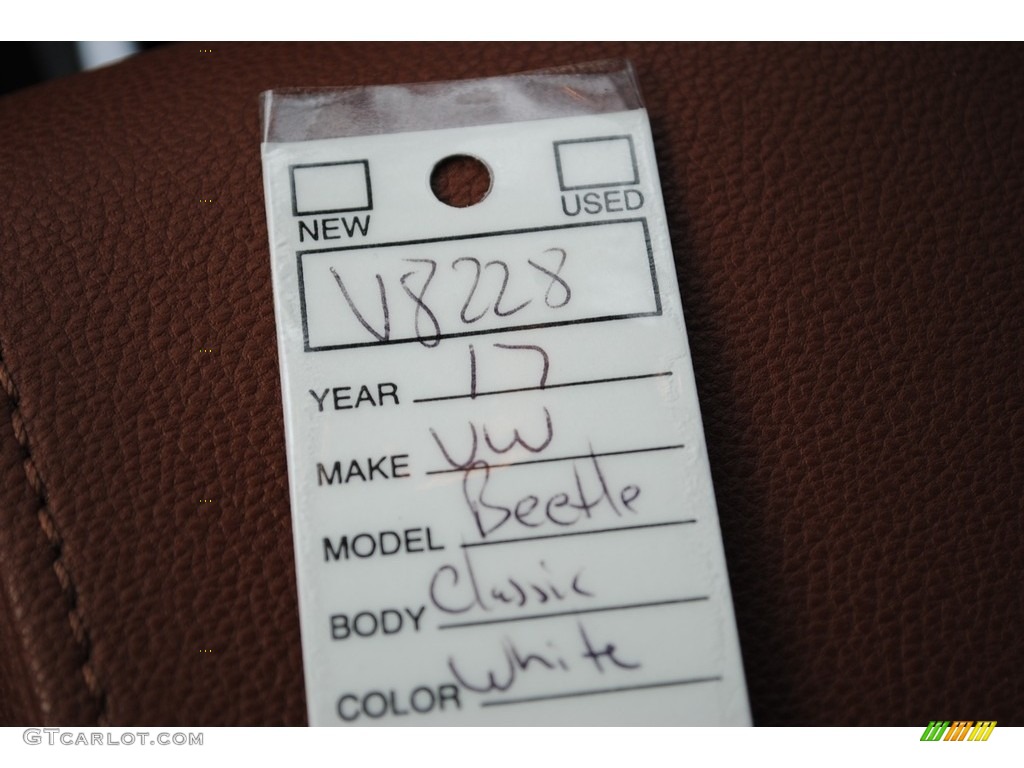 NEW USED
V8228
YEAR 17
MAKE VW
MODEL Beetle
BODY Classic
COLOR White
GTCARLOT.COM